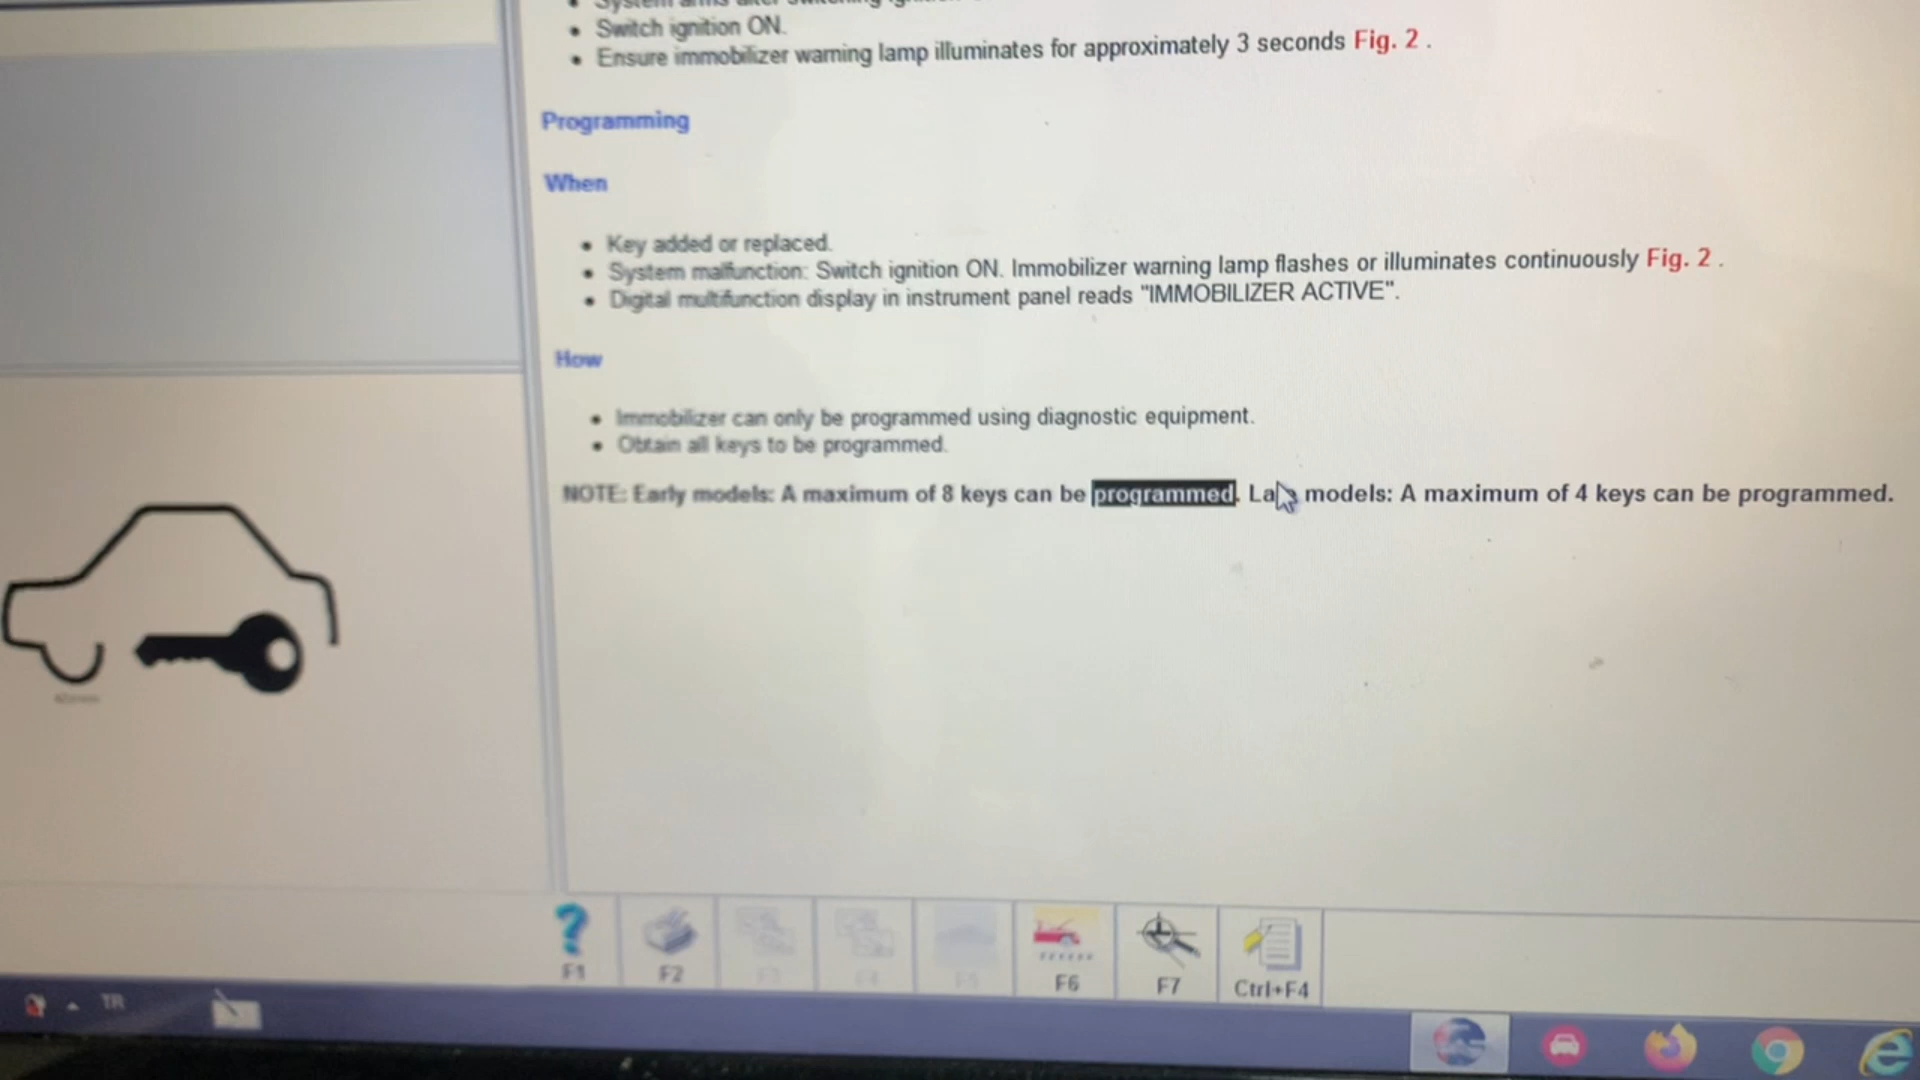 Switch ignition ON.
Ensure immobilizer warning lamp illuminates for approximately 3 seconds Fig. 2 .
Programming
When
Key added or replaced.
System malfunction: Switch ignition ON. Immobilizer warning lamp flashes or illuminates continuously Fig. 2 .
Digital multifunction display in instrument panel reads "IMMOBILIZER ACTIVE".
How
Immobilizer can only be programmed using diagnostic equipment.
Obtain all keys to be programmed.
NOTE: Early models: A maximum of 8 keys can be programmed. models: A maximum of 4 keys can be programmed.
F1 F2 F3 F4 F5 F6 F7 Ctrl+F4
TR